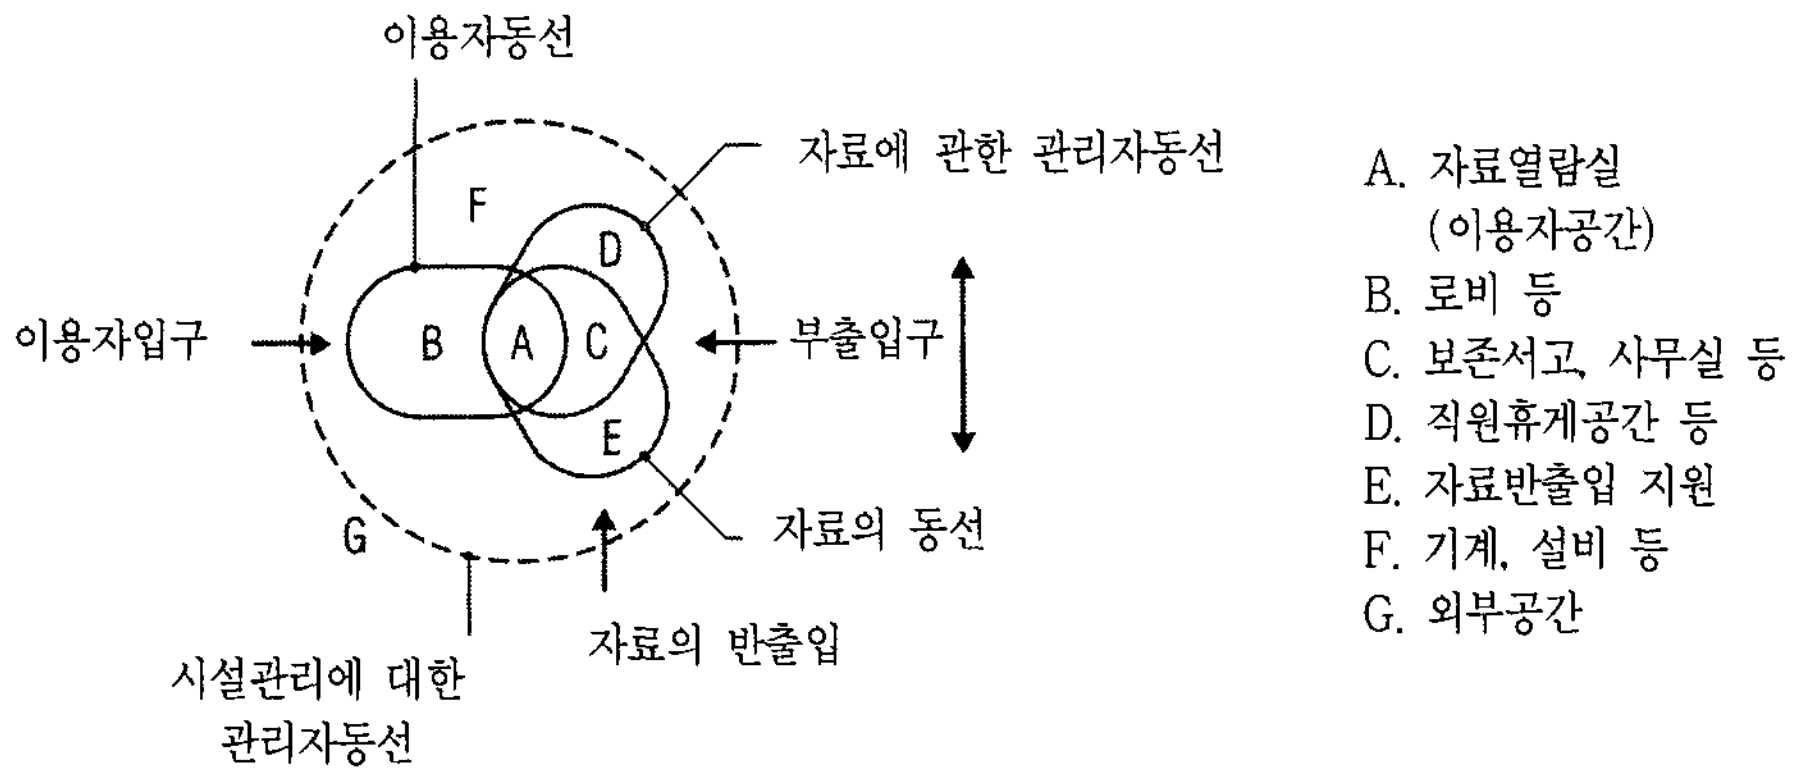 이용자동선
자료에 관한 관리자동선
F
D
이용자입구
B
A
C
부출입구
E
G
자료의 동선
자료의 반출입
시설관리에 대한
관리자동선
A. 자료열람실
(이용자공간)
B. 로비 등
C. 보존서고, 사무실 등
D. 직원휴게공간 등
E. 자료반출입 지원
F. 기계, 설비 등
G. 외부공간